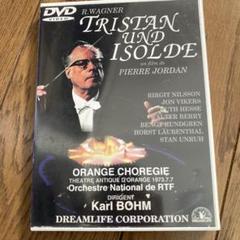 DVD
VIDEO
R.WAGNER
TRISTAN
UND
ISOLDE
un film de
PIERRE JORDAN
BIRGIT NILSSON
JON VIKERS
RUTH HESSE
WALTER BERRY
BENGT RUNDGREN
HORST LAUBENTHAL
STAN UNRUH
ORANGE CHOREGIE
THEATRE ANTIQUE D'ORANGE 1973.7.7
Orchestre National de RTF
DIRIGENT
Karl BOHM
DREAMLIFE CORPORATION